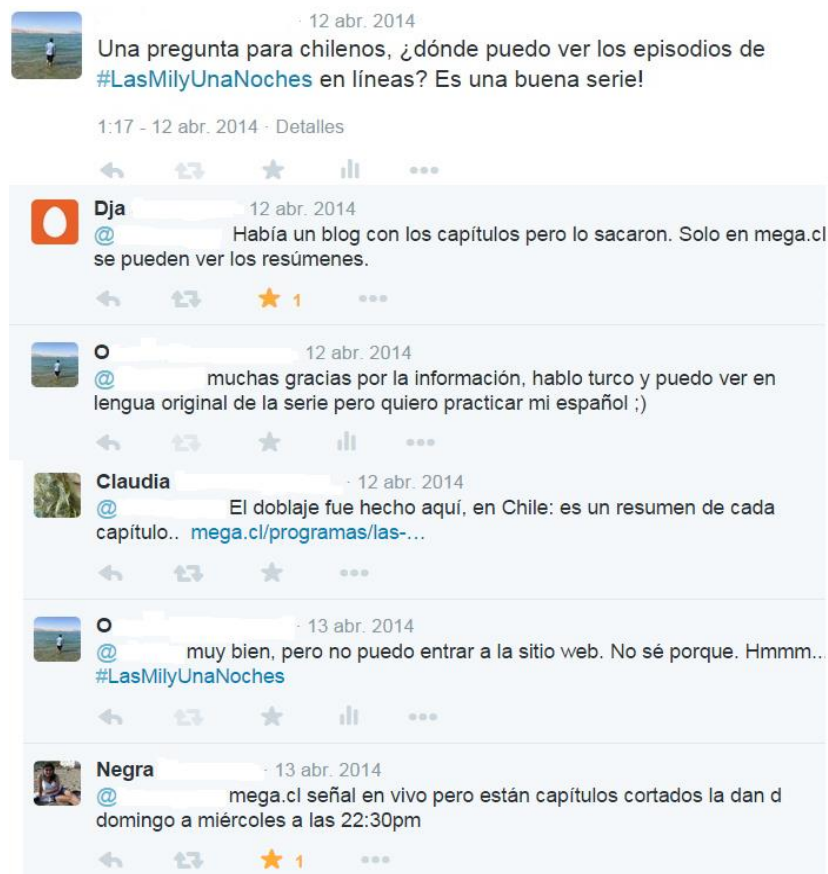 · 12 abr. 2014
Una pregunta para chilenos, ¿dónde puedo ver los episodios de
#LasMilyUnaNoches en líneas? Es una buena serie!
1:17 - 12 abr. 2014 · Detalles
Dja 12 abr. 2014
@ Había un blog con los capítulos pero lo sacaron. Solo en mega.cl
se pueden ver los resúmenes.
1
O 12 abr. 2014
@ muchas gracias por la información, hablo turco y puedo ver en
lengua original de la serie pero quiero practicar mi español ;)
Claudia · 12 abr. 2014
@ El doblaje fue hecho aquí, en Chile: es un resumen de cada
capítulo.. mega.cl/programas/las-...
O · 13 abr. 2014
@ muy bien, pero no puedo entrar a la sitio web. No sé porque. Hmmm...
#LasMilyUnaNoches
Negra · 13 abr. 2014
@ mega.cl señal en vivo pero están capítulos cortados la dan d
domingo a miércoles a las 22:30pm
1